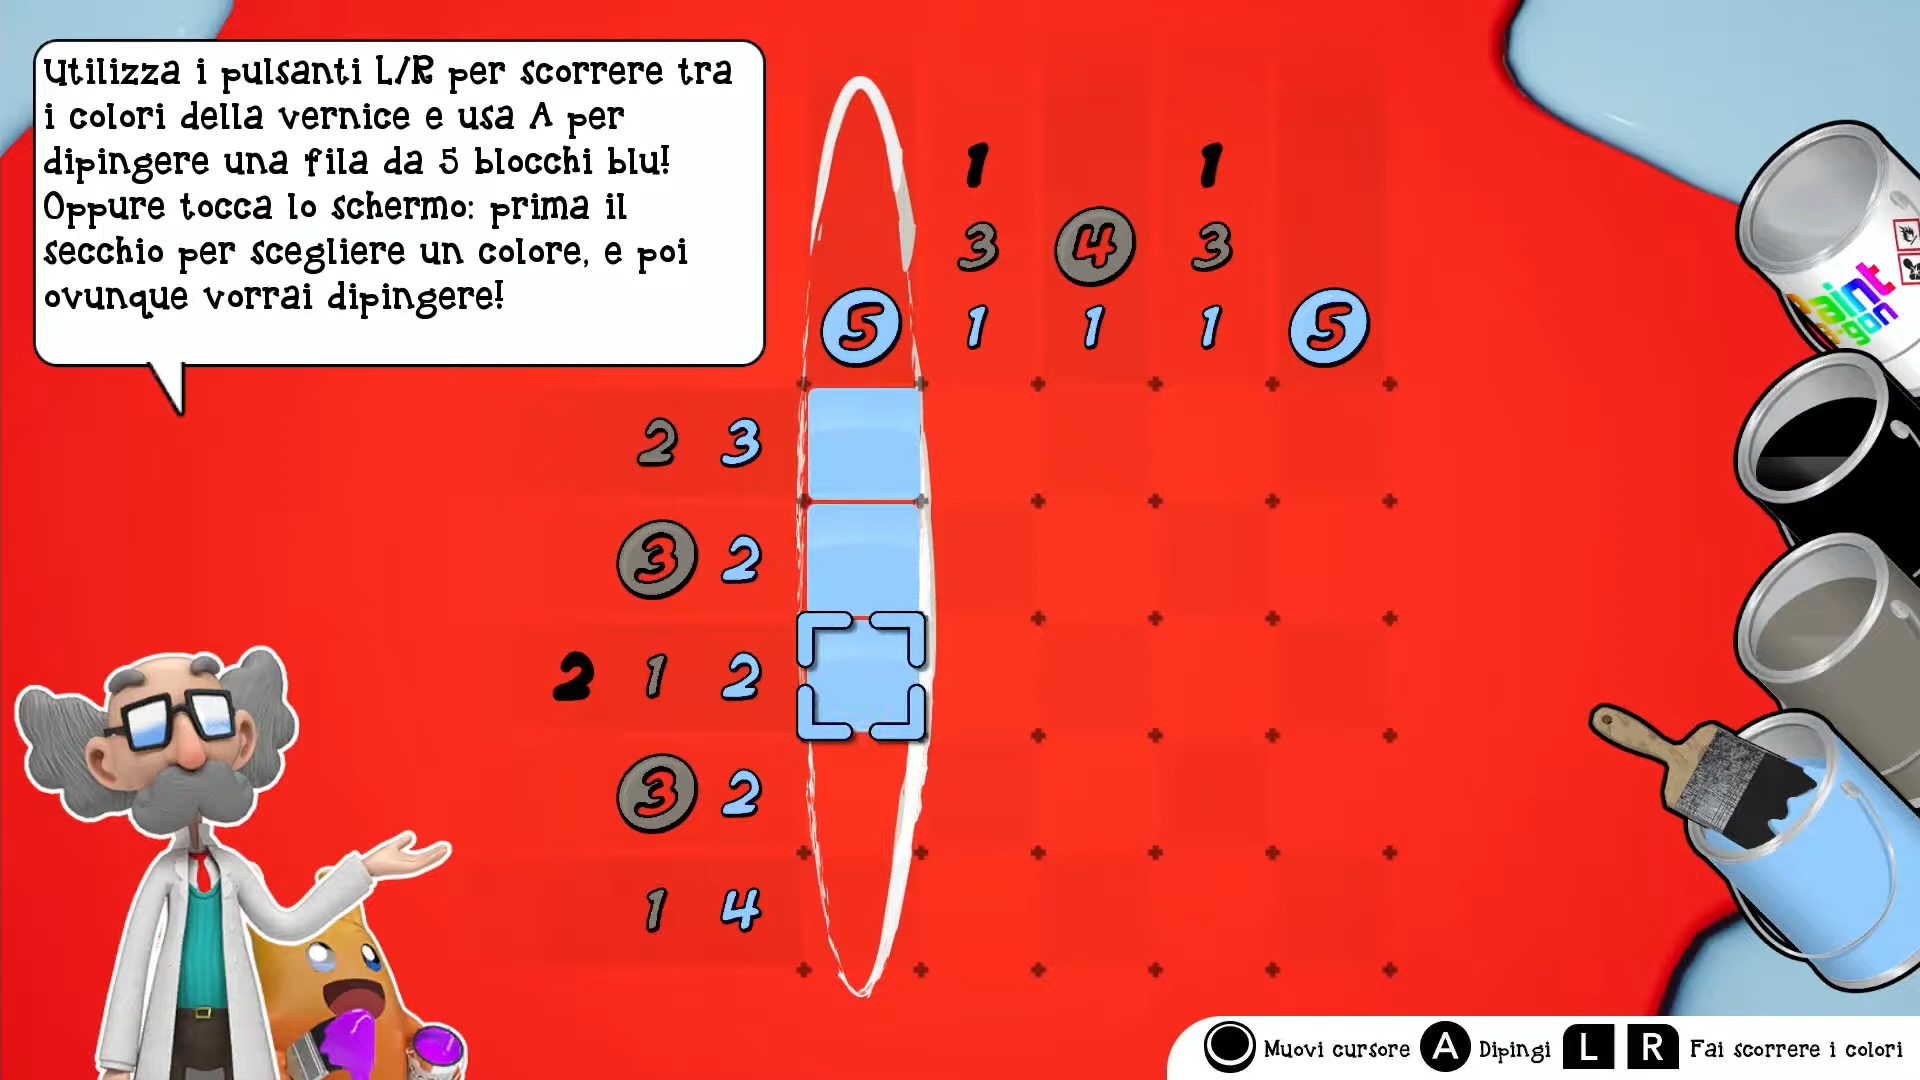 Utilizza i pulsanti L/R per scorrere tra
i colori della vernice e usa A per
dipingere una fila da 5 blocchi blu!
Oppure tocca lo schermo: prima il
secchio per scegliere un colore, e poi
ovunque vorrai dipingere!
1 1
3 4 3
5 1 1 1 5
2 3
3 2
2 1 2
3 2
1 4
Muovi cursore A Dipingi L R Fai scorrere i colori